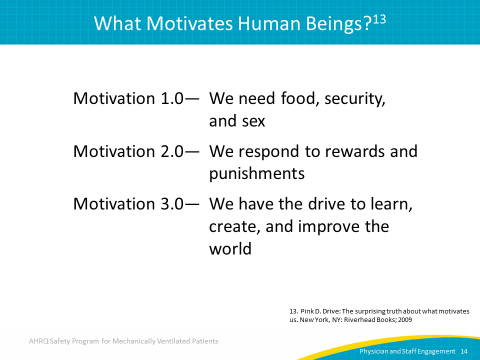 What Motivates Human Beings?13
Motivation 1.0— We need food, security,
and sex
Motivation 2.0— We respond to rewards and
punishments
Motivation 3.0— We have the drive to learn,
create, and improve the
world
13. Pink D. Drive: The surprising truth about what motivates
us. New York, NY: Riverhead Books; 2009
AHRQ Safety Program for Mechanically Ventilated Patients
Physician and Staff Engagement 14